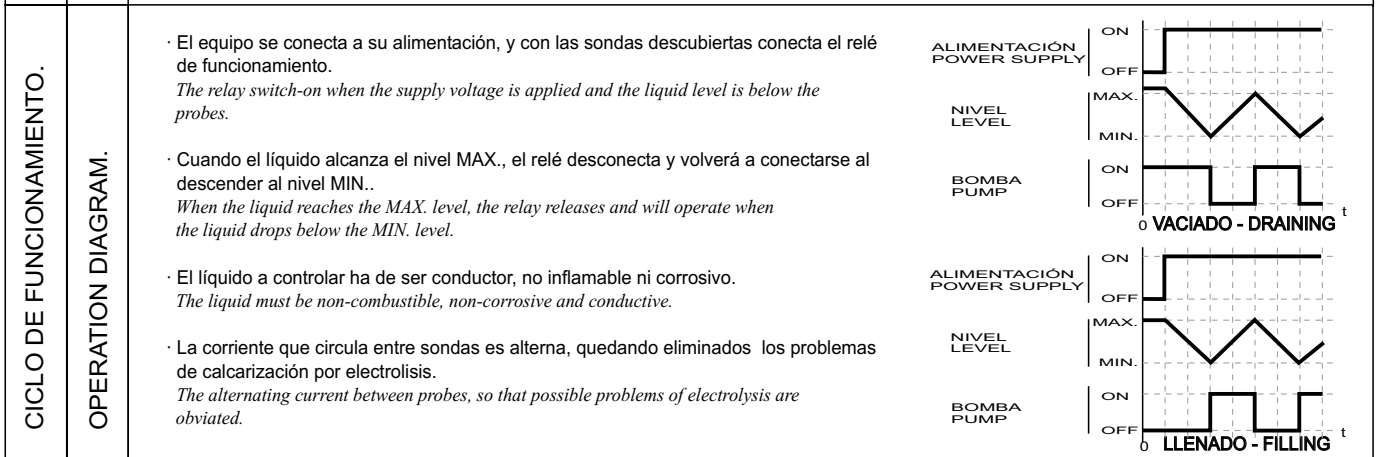 CICLO DE FUNCIONAMIENTO.
OPERATION DIAGRAM.
· El equipo se conecta a su alimentación, y con las sondas descubiertas conecta el relé
de funcionamiento.
The relay switch-on when the supply voltage is applied and the liquid level is below the
probes.
· Cuando el líquido alcanza el nivel MAX., el relé desconecta y volverá a conectarse al
descender al nivel MIN..
When the liquid reaches the MAX. level, the relay releases and will operate when
the liquid drops below the MIN. level.
· El líquido a controlar ha de ser conductor, no inflamable ni corrosivo.
The liquid must be non-combustible, non-corrosive and conductive.
· La corriente que circula entre sondas es alterna, quedando eliminados los problemas
de calcarización por electrolisis.
The alternating current between probes, so that possible problems of electrolysis are
obviated.
ALIMENTACIÓN
POWER SUPPLY
ON
OFF
NIVEL
LEVEL
MAX.
MIN.
BOMBA
PUMP
ON
OFF
0 VACIADO - DRAINING t
ALIMENTACIÓN
POWER SUPPLY
ON
OFF
NIVEL
LEVEL
MAX.
MIN.
BOMBA
PUMP
ON
OFF
0 LLENADO - FILLING t